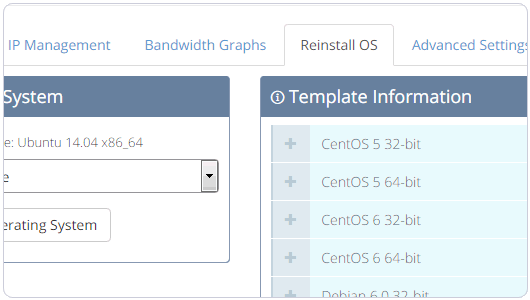 IP Management
Bandwidth Graphs
Reinstall OS
Advanced Settings
System
Template Information
e: Ubuntu 14.04 x86_64
e
erating System
CentOS 5 32-bit
CentOS 5 64-bit
CentOS 6 32-bit
CentOS 6 64-bit
Debian 6.0 32-bit